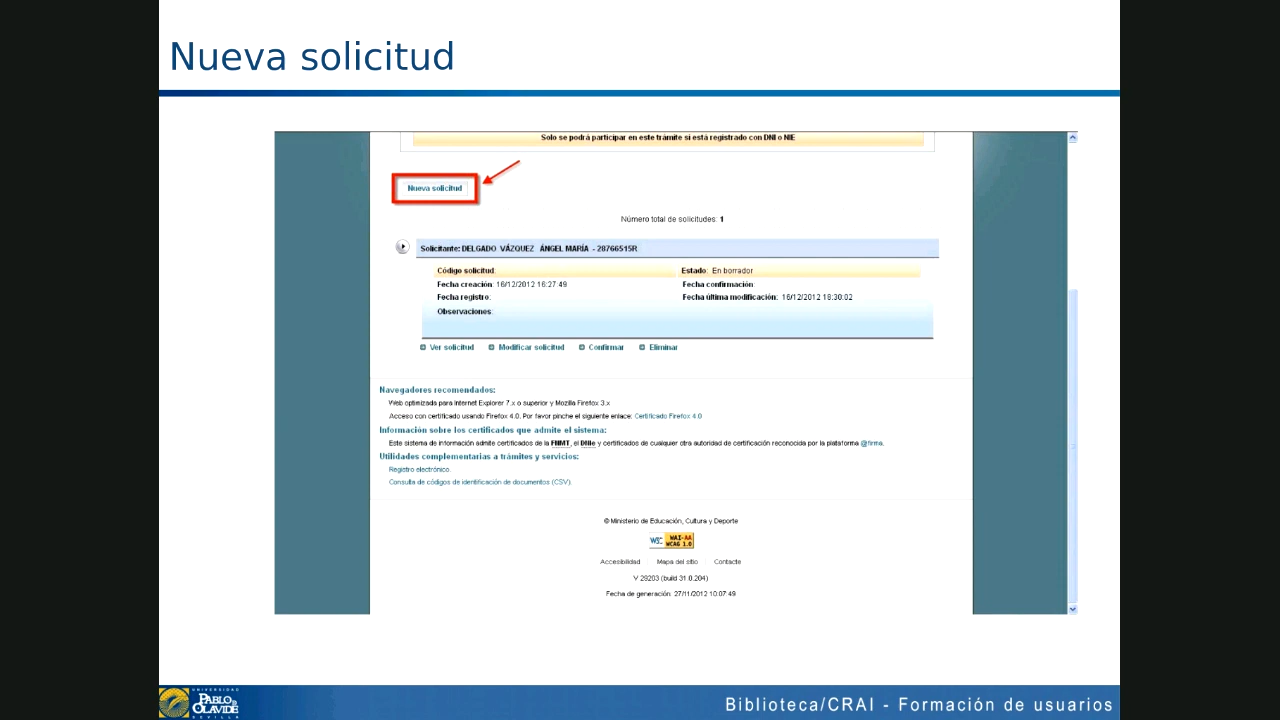 Nueva solicitud
Solo se podrá participar en este trámite si está registrado con DNI o NIE
Nueva solicitud
Número total de solicitudes: 1
Solicitante: DELGADO VÁZQUEZ ÁNGEL MARÍA - 28766515R
Código solicitud: Estado: En borrador
Fecha creación: 16/12/2012 16:27:49 Fecha confirmación:
Fecha registro: Fecha última modificación: 16/12/2012 18:30:02
Observaciones:
Ver solicitud Modificar solicitud Confirmar Eliminar
Navegadores recomendados:
Web optimizada para Internet Explorer 7.x o superior y Mozilla Firefox 3.x
Acceso con certificado usando Firefox 4.0. Por favor pinche el siguiente enlace: Certificado Firefox 4.0
Información sobre los certificados que admite el sistema:
Este sistema de información admite certificados de la FNMT, el DNIe y certificados de cualquier otra autoridad de certificación reconocida por la plataforma @firma.
Utilidades complementarias a trámites y servicios:
Registro electrónico.
Consulta de códigos de identificación de documentos (CSV).
© Ministerio de Educación, Cultura y Deporte
W3C WAI-AA WCAG 1.0
Accesibilidad Mapa del sitio Contacte
V 29203 (build 31.0.204)
Fecha de generación: 27/11/2012 10:07:49
UNIVERSIDAD
PABLO DE
OLAVIDE
SEVILLA
Biblioteca/CRAI - Formación de usuarios